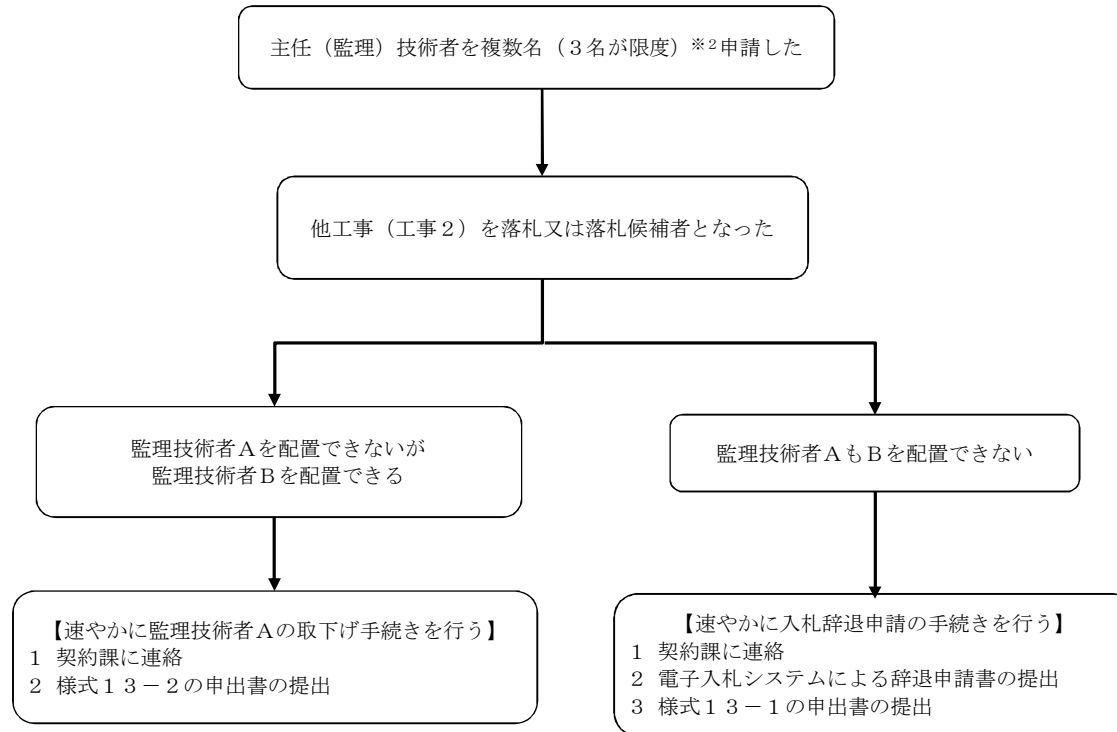 主任（監理）技術者を複数名（３名が限度）※２申請した
他工事（工事２）を落札又は落札候補者となった
監理技術者Ａを配置できないが
監理技術者Ｂを配置できる
監理技術者ＡもＢを配置できない
【速やかに監理技術者Ａの取下げ手続きを行う】
１ 契約課に連絡
２ 様式１３－２の申出書の提出
【速やかに入札辞退申請の手続きを行う】
１ 契約課に連絡
２ 電子入札システムによる辞退申請書の提出
３ 様式１３－１の申出書の提出